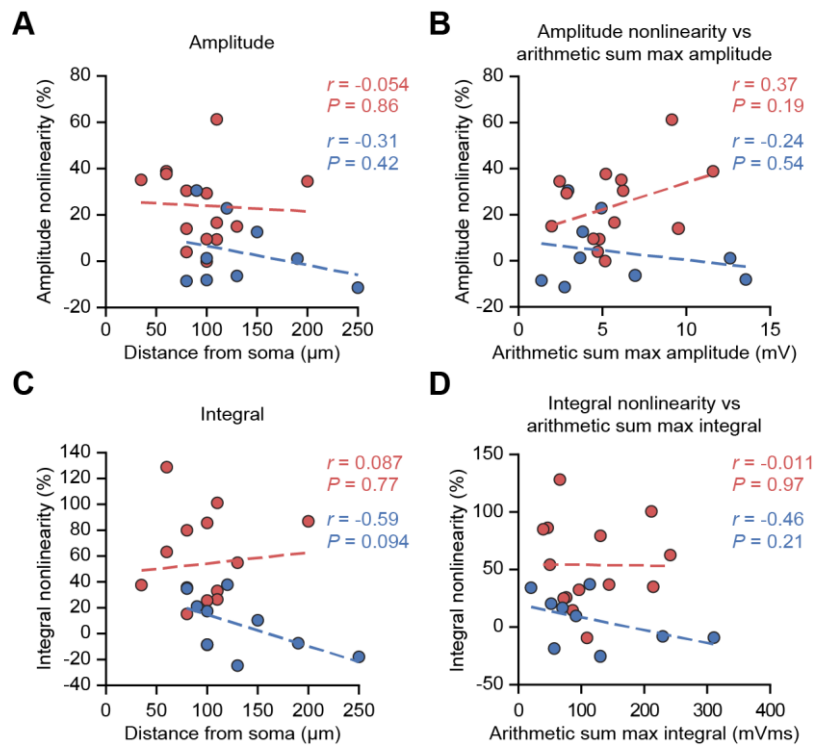 A
Amplitude
Amplitude nonlinearity (%)
80
60
40
20
0
-20
0
50
100
150
200
250
Distance from soma (µm)
r = -0.054
P = 0.86
r = -0.31
P = 0.42
B
Amplitude nonlinearity vs
arithmetic sum max amplitude
Amplitude nonlinearity (%)
80
60
40
20
0
-20
0
5
10
15
Arithmetic sum max amplitude (mV)
r = 0.37
P = 0.19
r = -0.24
P = 0.54
C
Integral
Integral nonlinearity (%)
140
120
100
80
60
40
20
0
-20
-40
0
50
100
150
200
250
Distance from soma (µm)
r = 0.087
P = 0.77
r = -0.59
P = 0.094
D
Integral nonlinearity vs
arithmetic sum max integral
Integral nonlinearity (%)
150
100
50
0
-50
0
100
200
300
400
Arithmetic sum max integral (mVms)
r = -0.011
P = 0.97
r = -0.46
P = 0.21